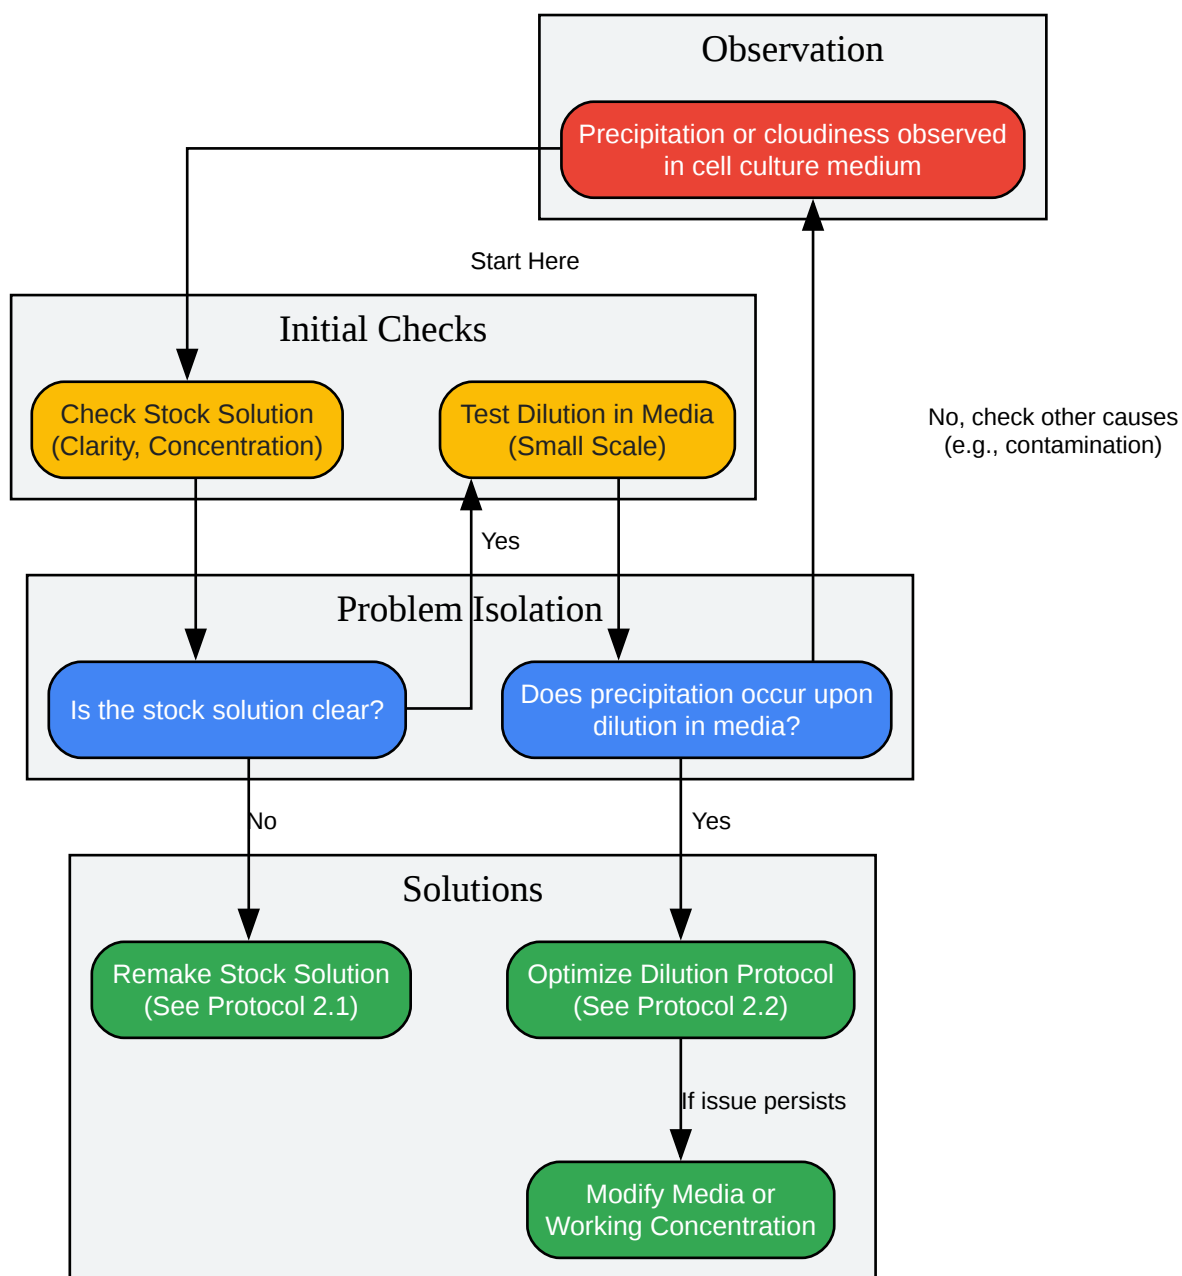 Observation
Precipitation or cloudiness observed
in cell culture medium
Start Here
Initial Checks
Check Stock Solution
(Clarity, Concentration)
Test Dilution in Media
(Small Scale)
No, check other causes
(e.g., contamination)
Yes
Problem Isolation
Is the stock solution clear?
Does precipitation occur upon
dilution in media?
No
Yes
Solutions
Remake Stock Solution
(See Protocol 2.1)
Optimize Dilution Protocol
(See Protocol 2.2)
If issue persists
Modify Media or
Working Concentration